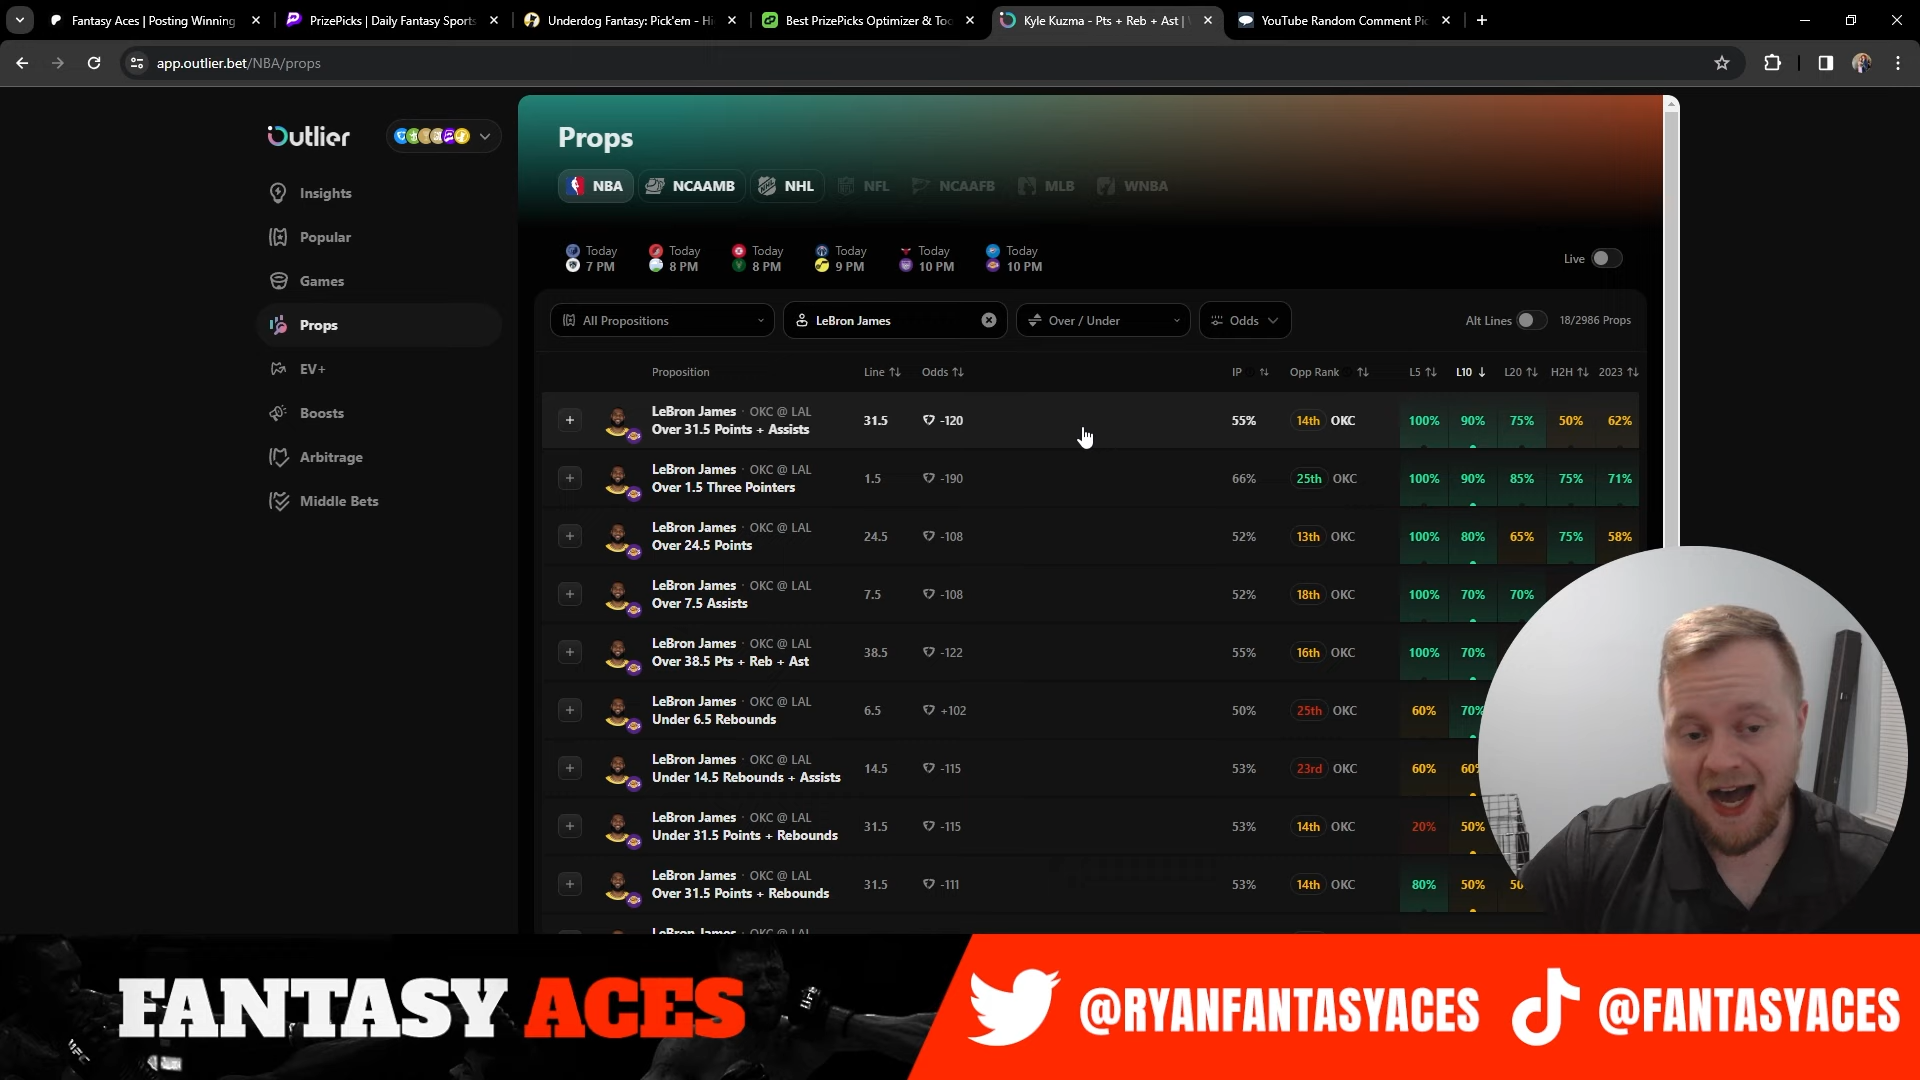 Fantasy Aces | Posting Winning
PrizePicks | Daily Fantasy Sports
Underdog Fantasy: Pick'em - Hi
Best PrizePicks Optimizer & Too
Kyle Kuzma - Pts + Reb + Ast |
YouTube Random Comment Pic
app.outlier.bet/NBA/props
Outlier
Insights
Popular
Games
Props
EV+
Boosts
Arbitrage
Middle Bets
Props
NBA NCAAMB NHL NFL NCAAFB MLB WNBA
Today Today Today Today Today Today
7 PM 8 PM 8 PM 9 PM 10 PM 10 PM
Live
All Propositions LeBron James Over / Under Odds Alt Lines 18/2986 Props
Proposition Line Odds IP Opp Rank L5 L10 L20 H2H 2023
LeBron James · OKC @ LAL
Over 31.5 Points + Assists 31.5 -120 55% 14th OKC 100% 90% 75% 50% 62%
LeBron James · OKC @ LAL
Over 1.5 Three Pointers 1.5 -190 66% 25th OKC 100% 90% 85% 75% 71%
LeBron James · OKC @ LAL
Over 24.5 Points 24.5 -108 52% 13th OKC 100% 80% 65% 75% 58%
LeBron James · OKC @ LAL
Over 7.5 Assists 7.5 -108 52% 18th OKC 100% 70% 70%
LeBron James · OKC @ LAL
Over 38.5 Pts + Reb + Ast 38.5 -122 55% 16th OKC 100% 70%
LeBron James · OKC @ LAL
Under 6.5 Rebounds 6.5 +102 50% 25th OKC 60% 70%
LeBron James · OKC @ LAL
Under 14.5 Rebounds + Assists 14.5 -115 53% 23rd OKC 60% 60%
LeBron James · OKC @ LAL
Under 31.5 Points + Rebounds 31.5 -115 53% 14th OKC 20% 50%
LeBron James · OKC @ LAL
Over 31.5 Points + Rebounds 31.5 -111 53% 14th OKC 80% 50% 50
LeBron James · OKC @ LAL
FANTASY ACES
@RYANFANTASYACES
@FANTASYACES
UFC